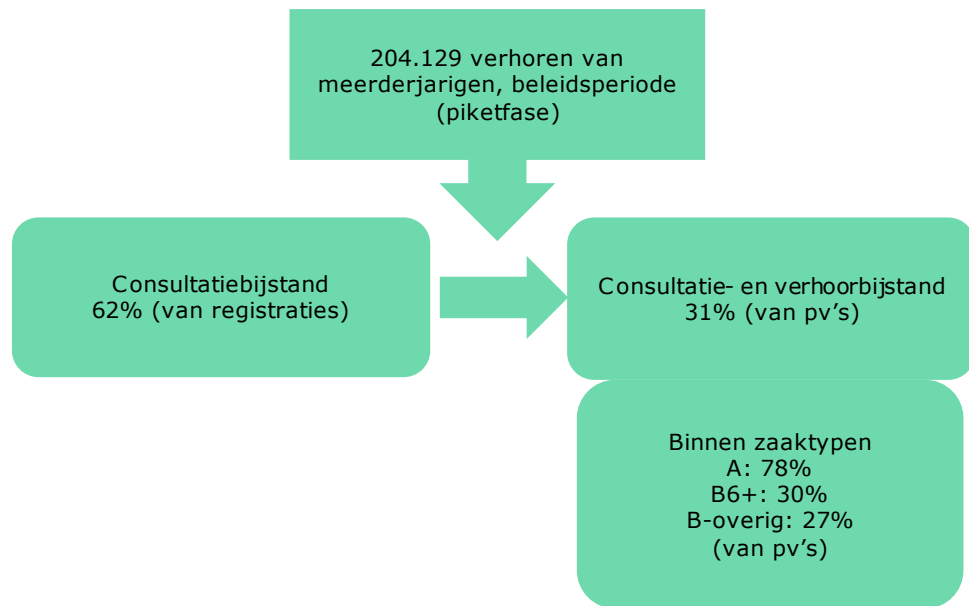 204.129 verhoren van
meerderjarigen, beleidsperiode
(piketfase)
Consultatiebijstand
62% (van registraties)
Consultatie- en verhoorbijstand
31% (van pv's)
Binnen zaaktypen
A: 78%
B6+: 30%
B-overig: 27%
(van pv's)